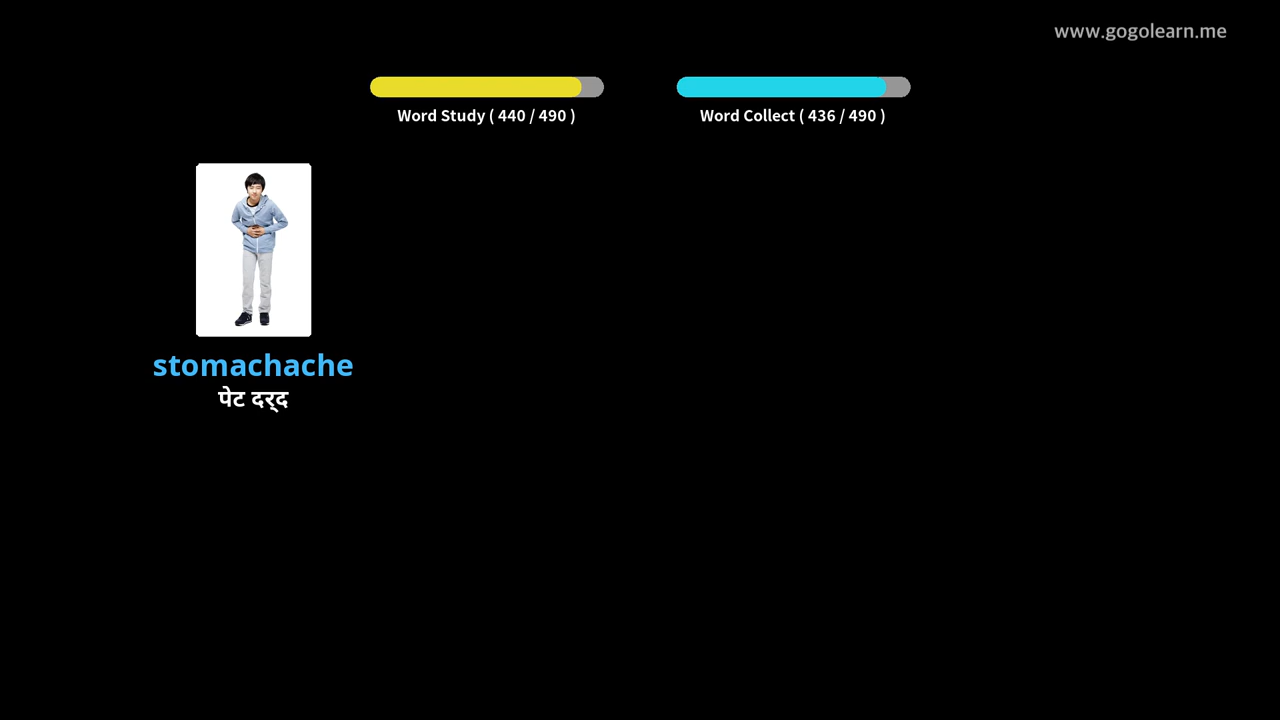 www.gogolearn.me
Word Study ( 440 / 490 )
Word Collect ( 436 / 490 )
stomachache
पेट दर्द